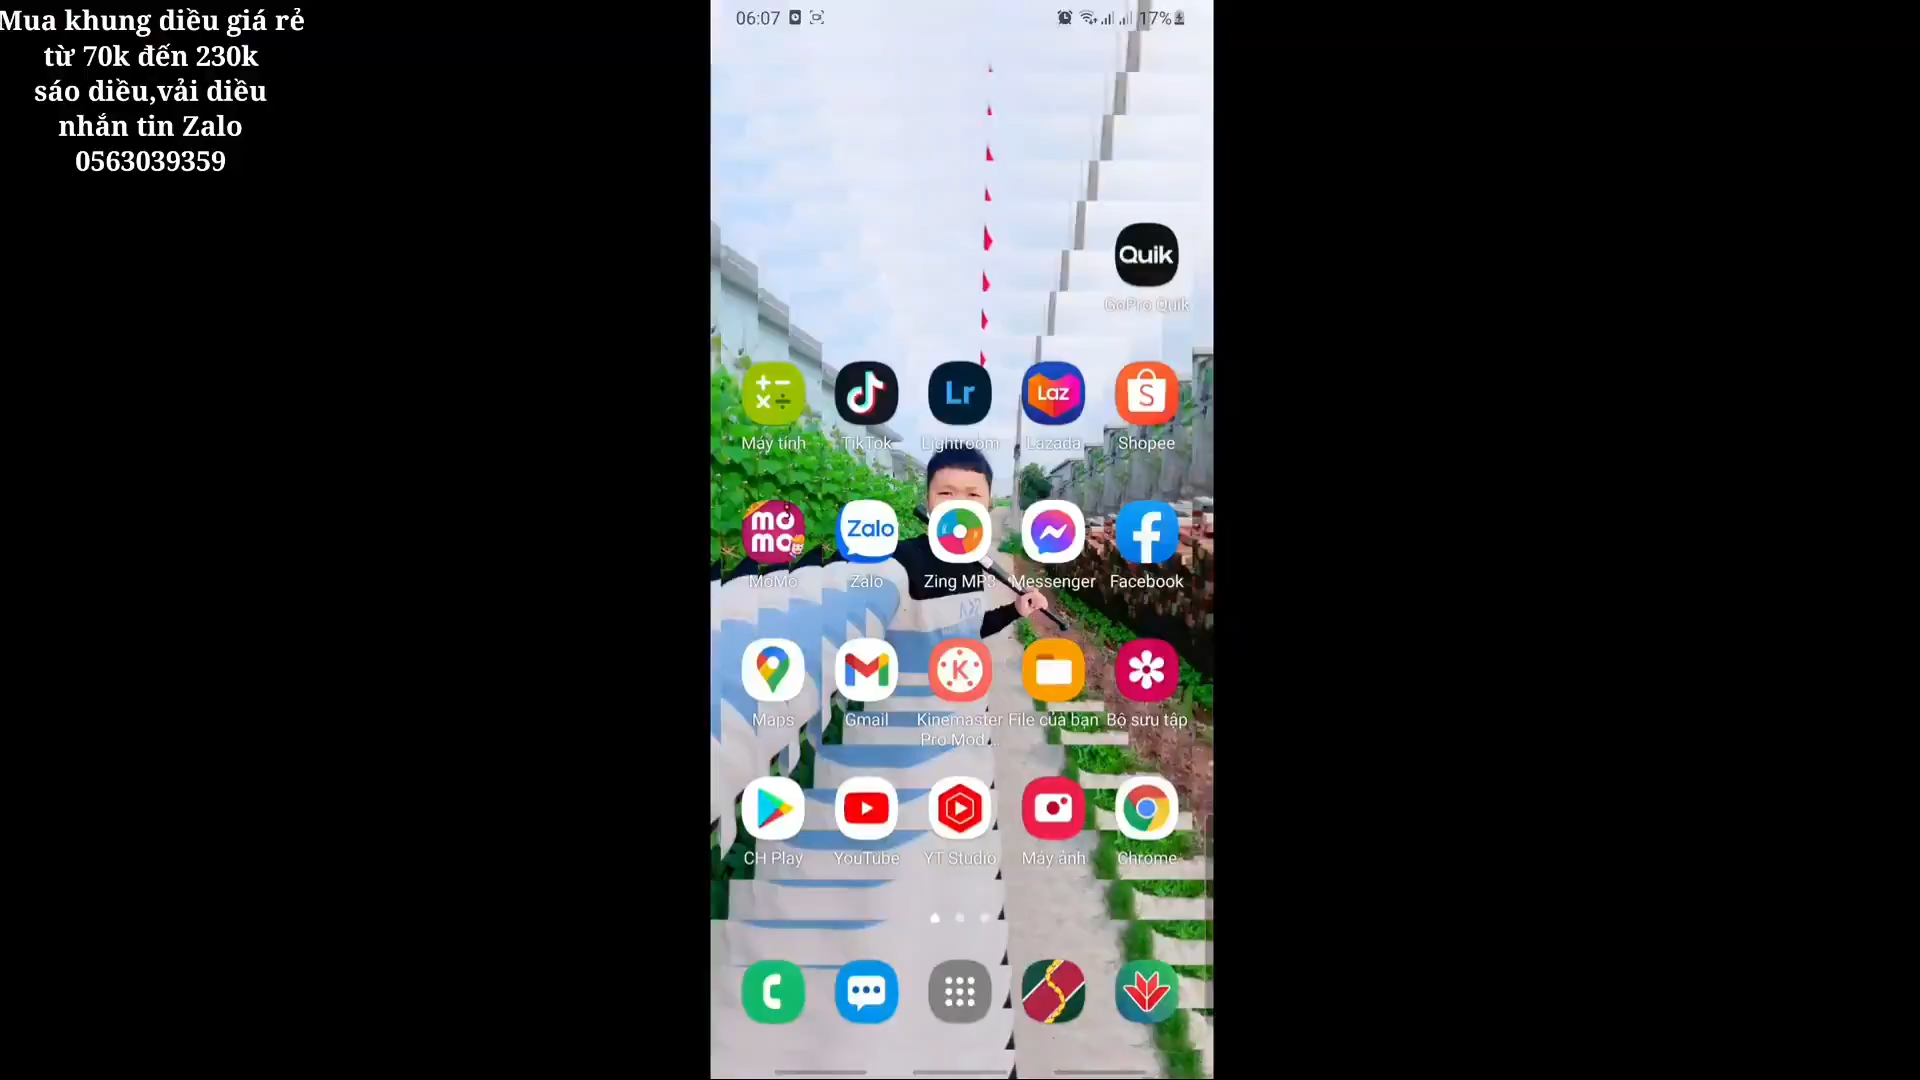 Mua khung diều giá rẻ
từ 70k đến 230k
sáo diều,vải diều
nhắn tin Zalo
0563039359
06:07
17%
Quik
GoPro Quik
Lr
Laz
Máy tính
TikTok
Lightroom
Lazada
Shopee
mo
mo
Zalo
MoMo
Zalo
Zing MP3
Messenger
Facebook
K
Maps
Gmail
Kinemaster
Pro Mod ...
File của bạn
Bộ sưu tập
CH Play
YouTube
YT Studio
Máy ảnh
Chrome